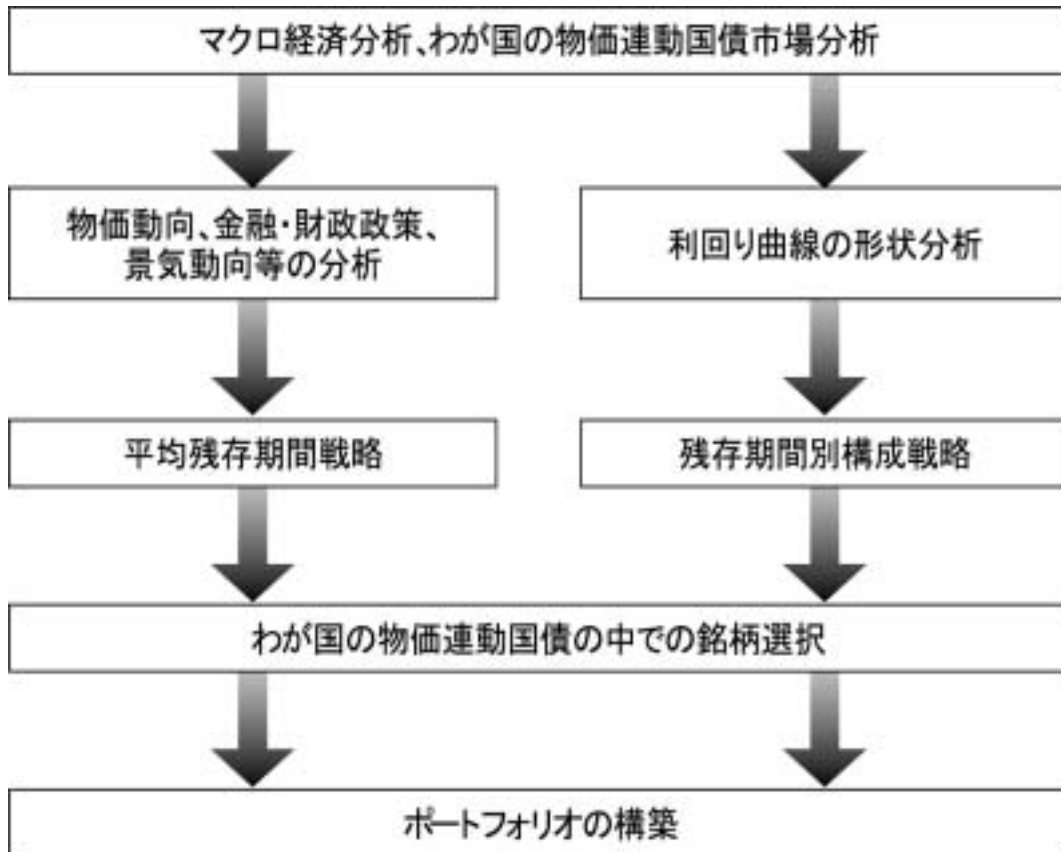 マクロ経済分析、わが国の物価連動国債市場分析
物価動向、金融・財政政策、
景気動向等の分析
利回り曲線の形状分析
平均残存期間戦略
残存期間別構成戦略
わが国の物価連動国債の中での銘柄選択
ポートフォリオの構築